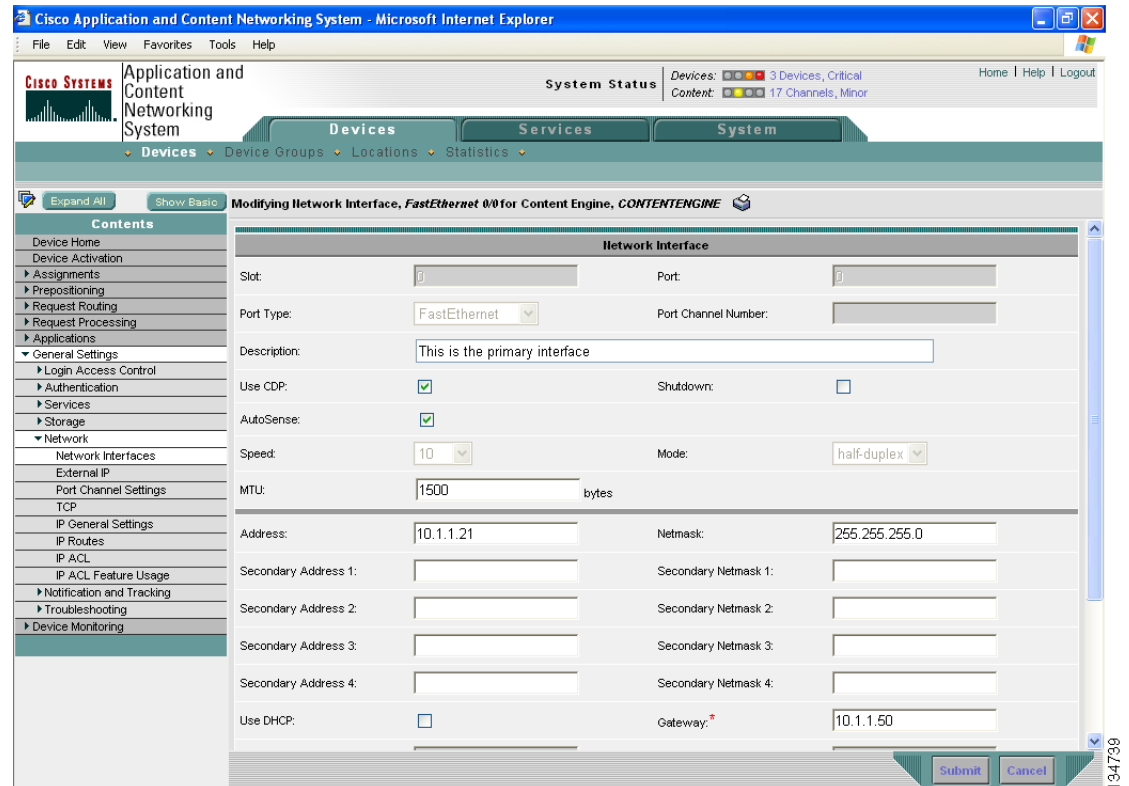 Cisco Application and Content Networking System - Microsoft Internet Explorer
File Edit View Favorites Tools Help
CISCO SYSTEMS
Application and
Content
Networking
System
System Status
Devices: 3 Devices, Critical
Content: 17 Channels, Minor
Home | Help | Logout
Devices Services System
Devices Device Groups Locations Statistics
Expand All Show Basic
Modifying Network Interface, FastEthernet 0/0for Content Engine, CONTENTENGINE
Contents
Device Home
Device Activation
Assignments
Prepositioning
Request Routing
Request Processing
Applications
General Settings
Login Access Control
Authentication
Services
Storage
Network
Network Interfaces
External IP
Port Channel Settings
TCP
IP General Settings
IP Routes
IP ACL
IP ACL Feature Usage
Notification and Tracking
Troubleshooting
Device Monitoring
Network Interface
Slot: 0 Port: 0
Port Type: FastEthernet Port Channel Number:
Description: This is the primary interface
Use CDP: Shutdown:
AutoSense:
Speed: 10 Mode: half-duplex
MTU: 1500 bytes
Address: 10.1.1.21 Netmask: 255.255.255.0
Secondary Address 1: Secondary Netmask 1:
Secondary Address 2: Secondary Netmask 2:
Secondary Address 3: Secondary Netmask 3:
Secondary Address 4: Secondary Netmask 4:
Use DHCP: Gateway:* 10.1.1.50
Submit Cancel
134739